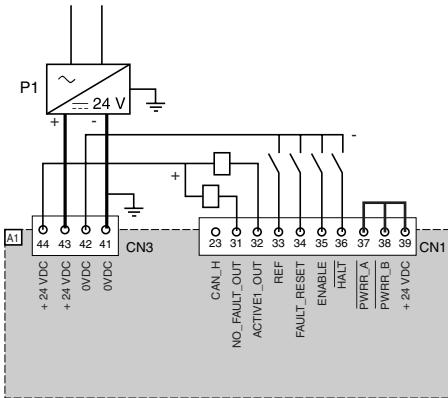 P1
24 V
+ -
-
+
A1
44 43 42 41
CN3
23 31 32 33 34 35 36 37 38 39
CN1
+ 24 VDC
+ 24 VDC
0VDC
0VDC
CAN_H
NO_FAULT_OUT
ACTIVE1_OUT
REF
FAULT_RESET
ENABLE
HALT
PWRR_A
PWRR_B
+ 24 VDC